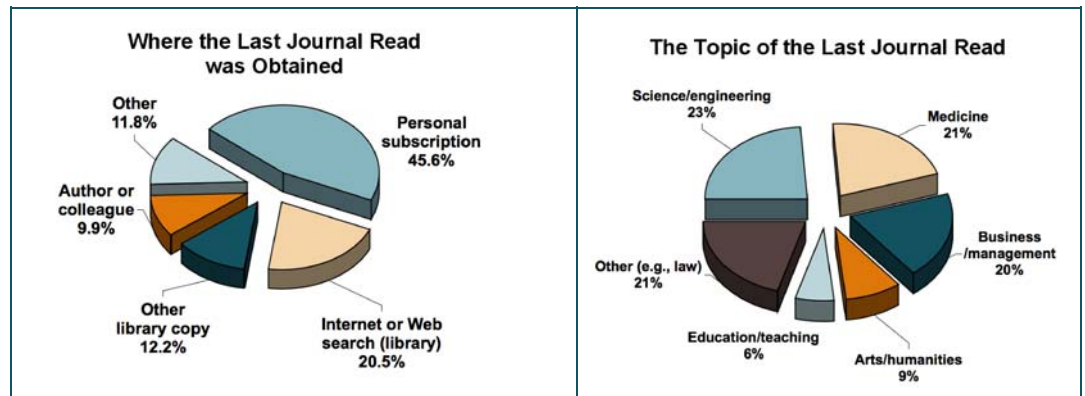 Where the Last Journal Read
was Obtained
Other
11.8%
Personal
subscription
45.6%
Author or
colleague
9.9%
Other
library copy
12.2%
Internet or Web
search (library)
20.5%
The Topic of the Last Journal Read
Science/engineering
23%
Medicine
21%
Business
/management
20%
Other (e.g., law)
21%
Education/teaching
6%
Arts/humanities
9%